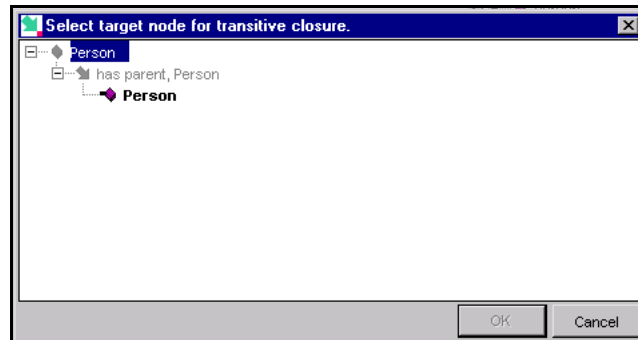 Select target node for transitive closure.
Person
has parent, Person
Person
OK
Cancel